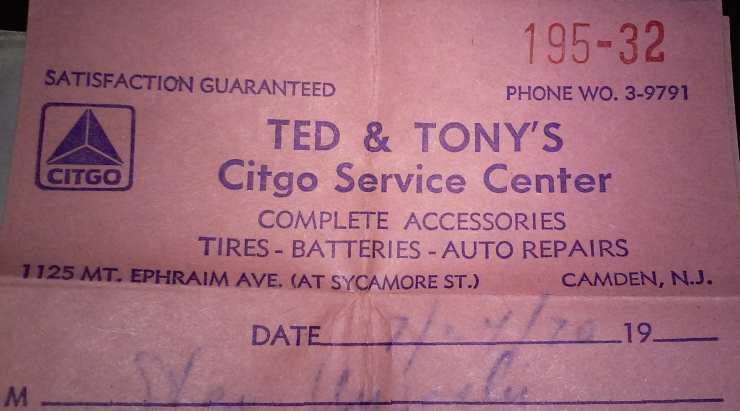 195-32
SATISFACTION GUARANTEED
PHONE WO. 3-9791
CITGO
TED & TONY'S
Citgo Service Center
COMPLETE ACCESSORIES
TIRES - BATTERIES - AUTO REPAIRS
1125 MT. EPHRAIM AVE. (AT SYCAMORE ST.) CAMDEN, N.J.
DATE 19
M